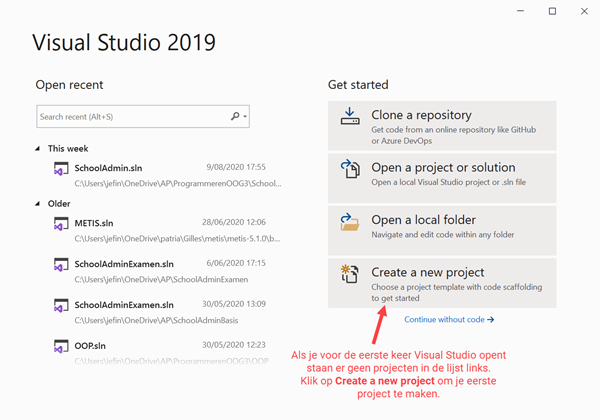 Visual Studio 2019
Open recent
Search recent (Alt+S)
This week
SchoolAdmin.sln 9/08/2020 17:55
C:\Users\jefin\OneDrive\AP\ProgrammerenOOG3\School...
Older
METIS.sln 28/06/2020 12:06
C:\Users\jefin\OneDrive\patria\Gilles\metis\metis-5.1.0\b...
SchoolAdminExamen.sln 6/06/2020 17:15
C:\Users\jefin\OneDrive\AP\SchoolAdminExamen
SchoolAdminExamen.sln 30/05/2020 13:09
C:\Users\jefin\OneDrive\AP\SchoolAdminBasis
OOP.sln 30/05/2020 12:23
C:\Users\jefin\OneDrive\AP\ProgrammerenOOG3\OOP
Get started
Clone a repository
Get code from an online repository like GitHub
or Azure DevOps
Open a project or solution
Open a local Visual Studio project or .sln file
Open a local folder
Navigate and edit code within any folder
Create a new project
Choose a project template with code scaffolding
to get started
Continue without code →
Als je voor de eerste keer Visual Studio opent
staan er geen projecten in de lijst links.
Klik op Create a new project om je eerste
project te maken.